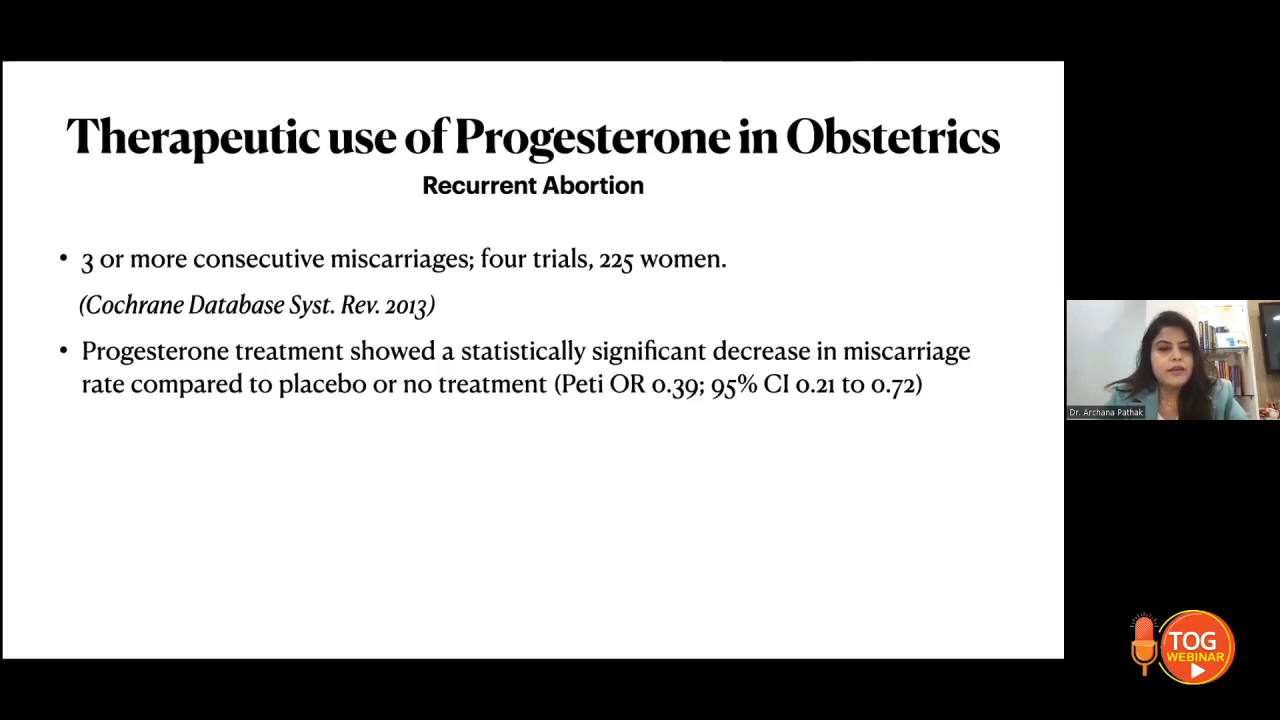 Therapeutic use of Progesterone in Obstetrics
Recurrent Abortion
• 3 or more consecutive miscarriages; four trials, 225 women.
(Cochrane Database Syst. Rev. 2013)
• Progesterone treatment showed a statistically significant decrease in miscarriage
rate compared to placebo or no treatment (Peti OR 0.39; 95% CI 0.21 to 0.72)
Dr. Archana Pathak
TOG
WEBINAR